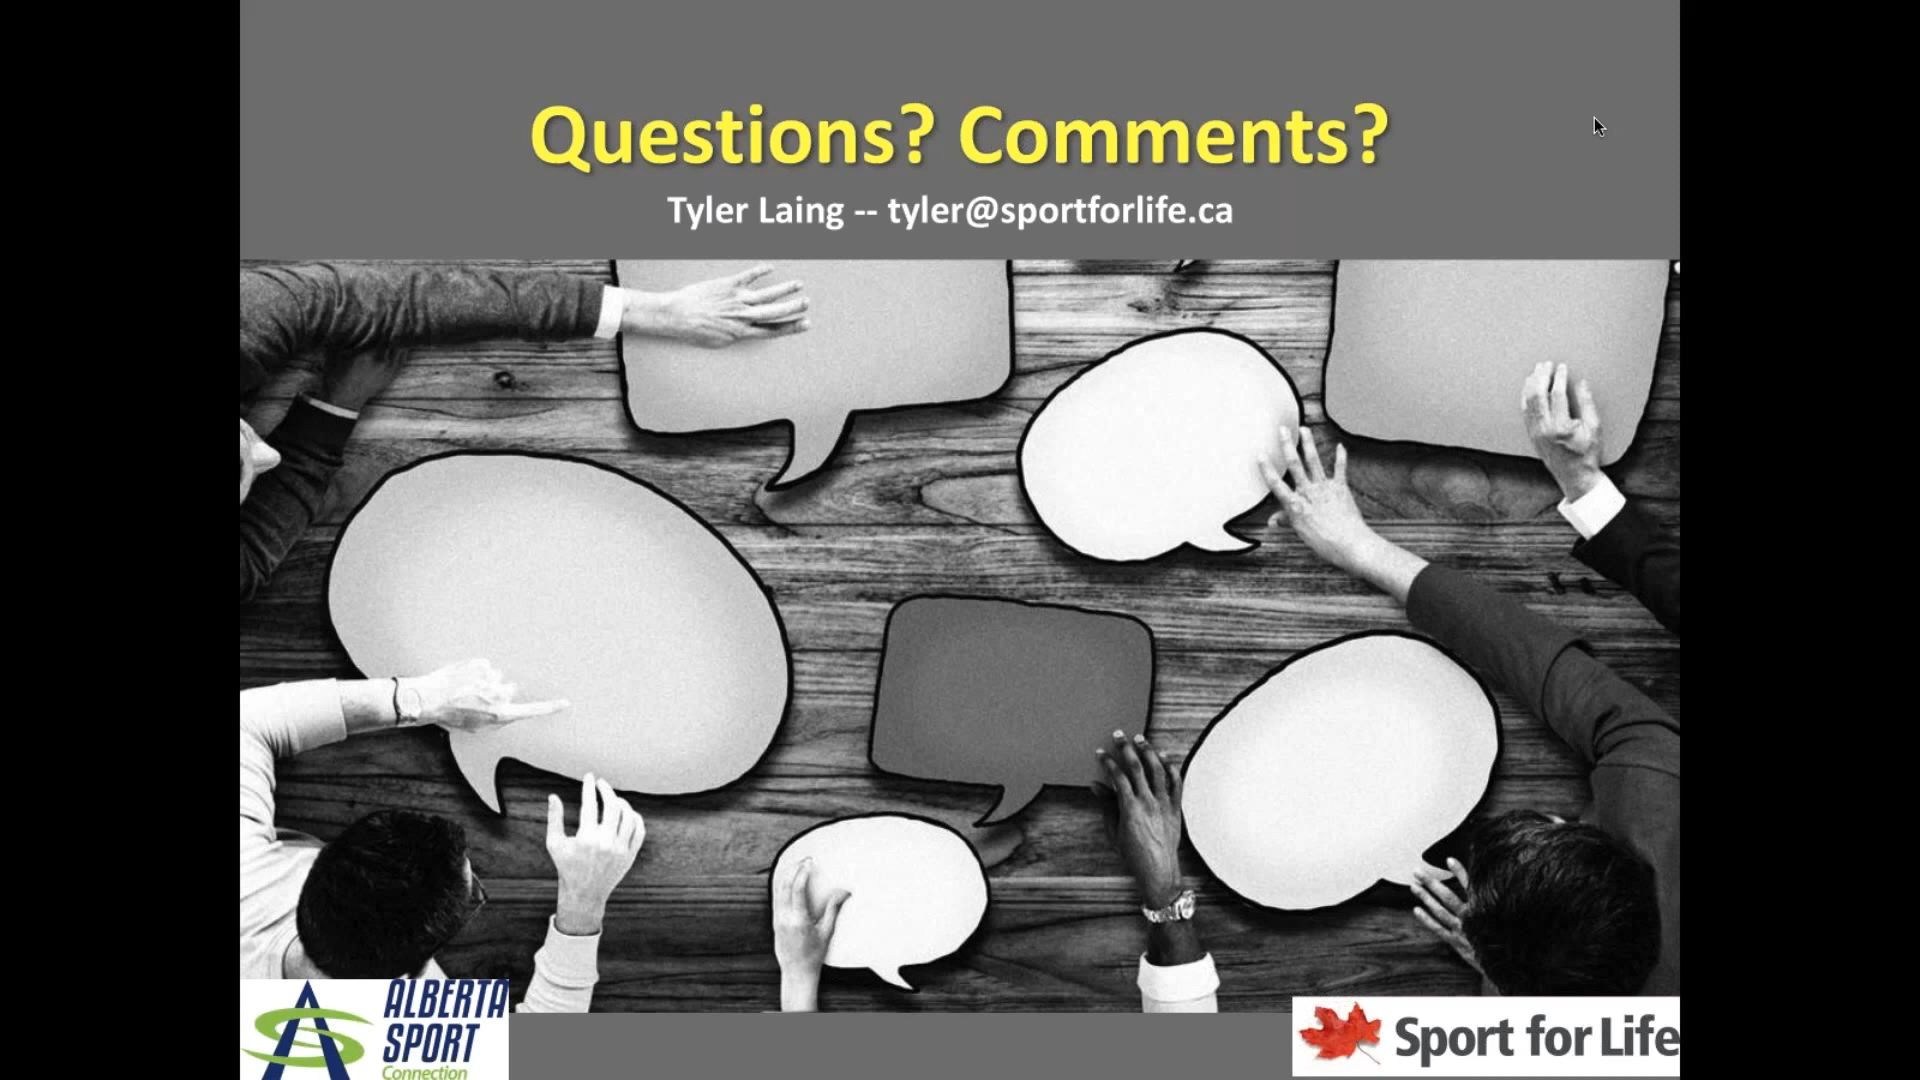 Questions? Comments?
Tyler Laing -- tyler@sportforlife.ca
ALBERTA
SPORT
Connection
Sport for Life